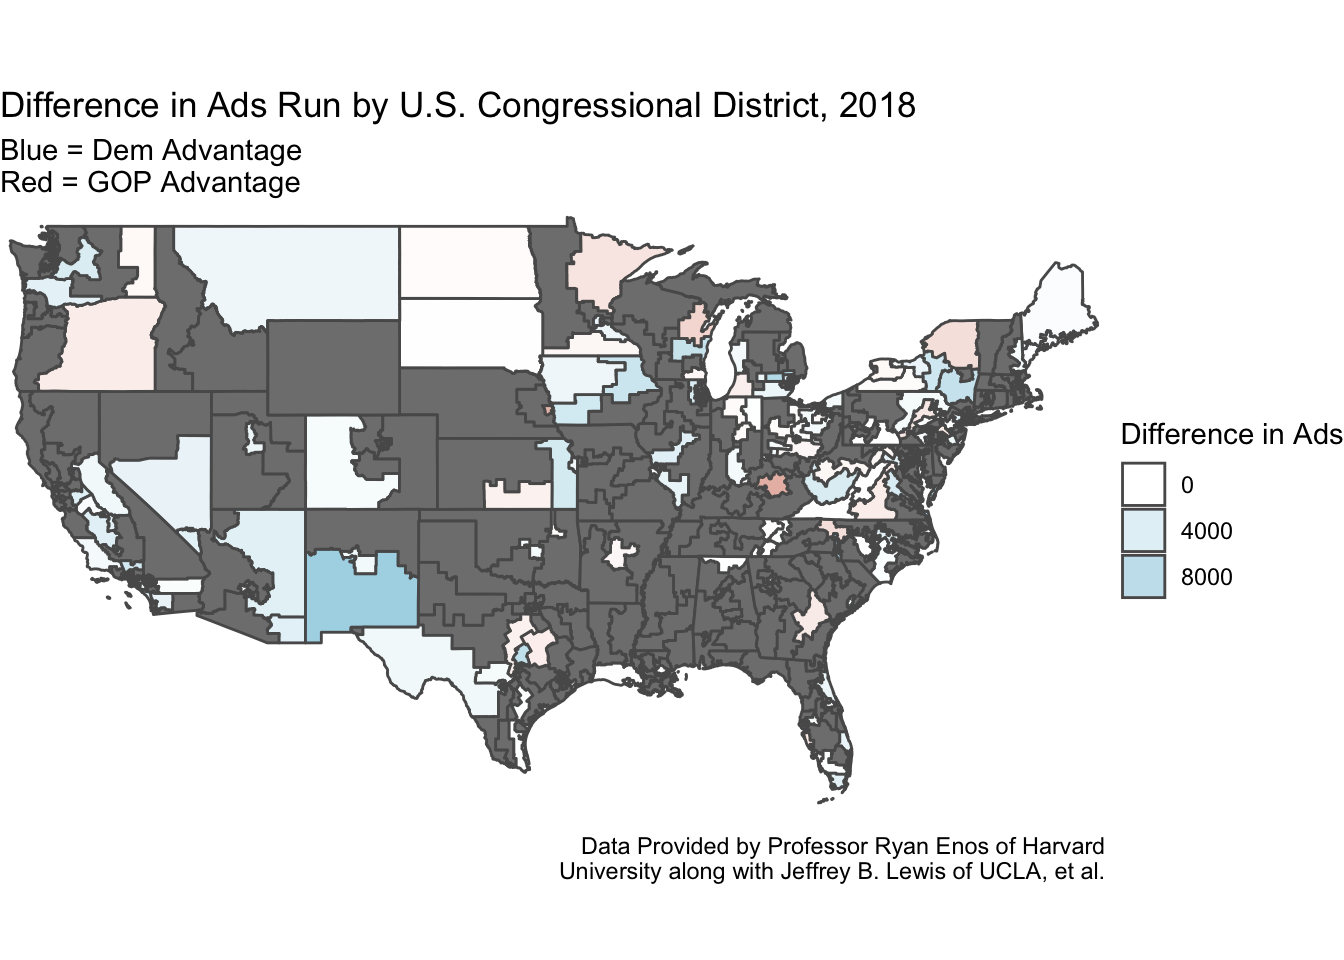 Difference in Ads Run by U.S. Congressional District, 2018
Blue = Dem Advantage
Red = GOP Advantage
Difference in Ads
0
4000
8000
Data Provided by Professor Ryan Enos of Harvard
University along with Jeffrey B. Lewis of UCLA, et al.